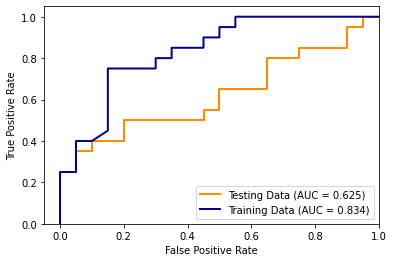 1.0
0.8
0.6
0.4
0.2
0.0
True Positive Rate
0.0 0.2 0.4 0.6 0.8 1.0
False Positive Rate
Testing Data (AUC = 0.625)
Training Data (AUC = 0.834)